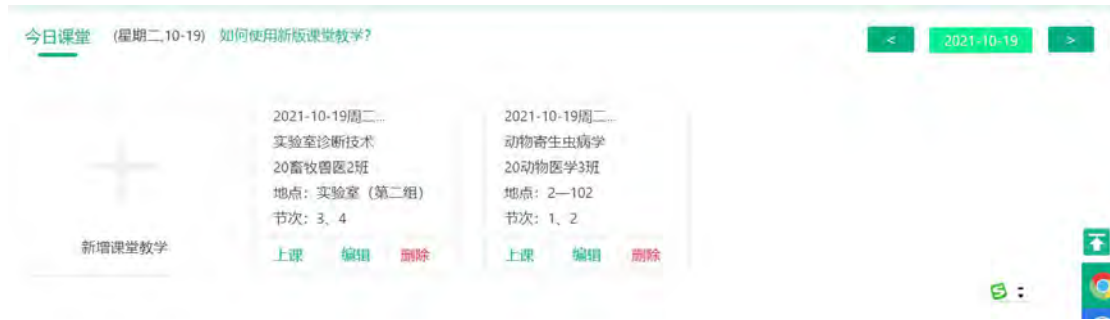 今日课堂 (星期二,10-19) 如何使用新版课堂教学?
< 2021-10-19 >
新增课堂教学
2021-10-19周二...
实验室诊断技术
20畜牧兽医2班
地点：实验室（第二组）
节次：3、4
上课 编辑 删除
2021-10-19周二...
动物寄生虫病学
20动物医学3班
地点：2—102
节次：1、2
上课 编辑 删除